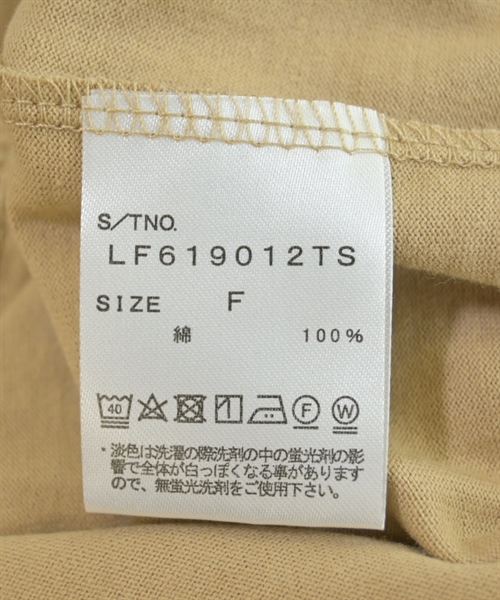 S/TNO.
LF619012TS
SIZE F
綿 100%
40 F W
*淡色は洗濯の際洗剤の中の蛍光剤の影
響で全体が白っぽくなる事があります
ので、無蛍光洗剤をご使用下さい。